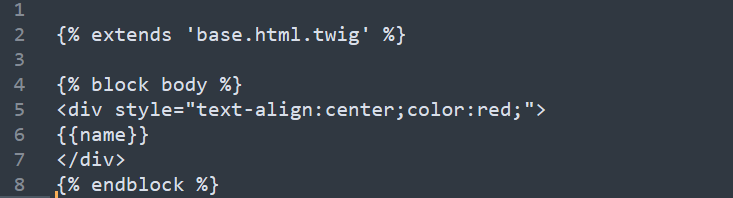 1
2 {% extends 'base.html.twig' %}
3
4 {% block body %}
5 <div style="text-align:center;color:red;">
6 {{name}}
7 </div>
8 {% endblock %}